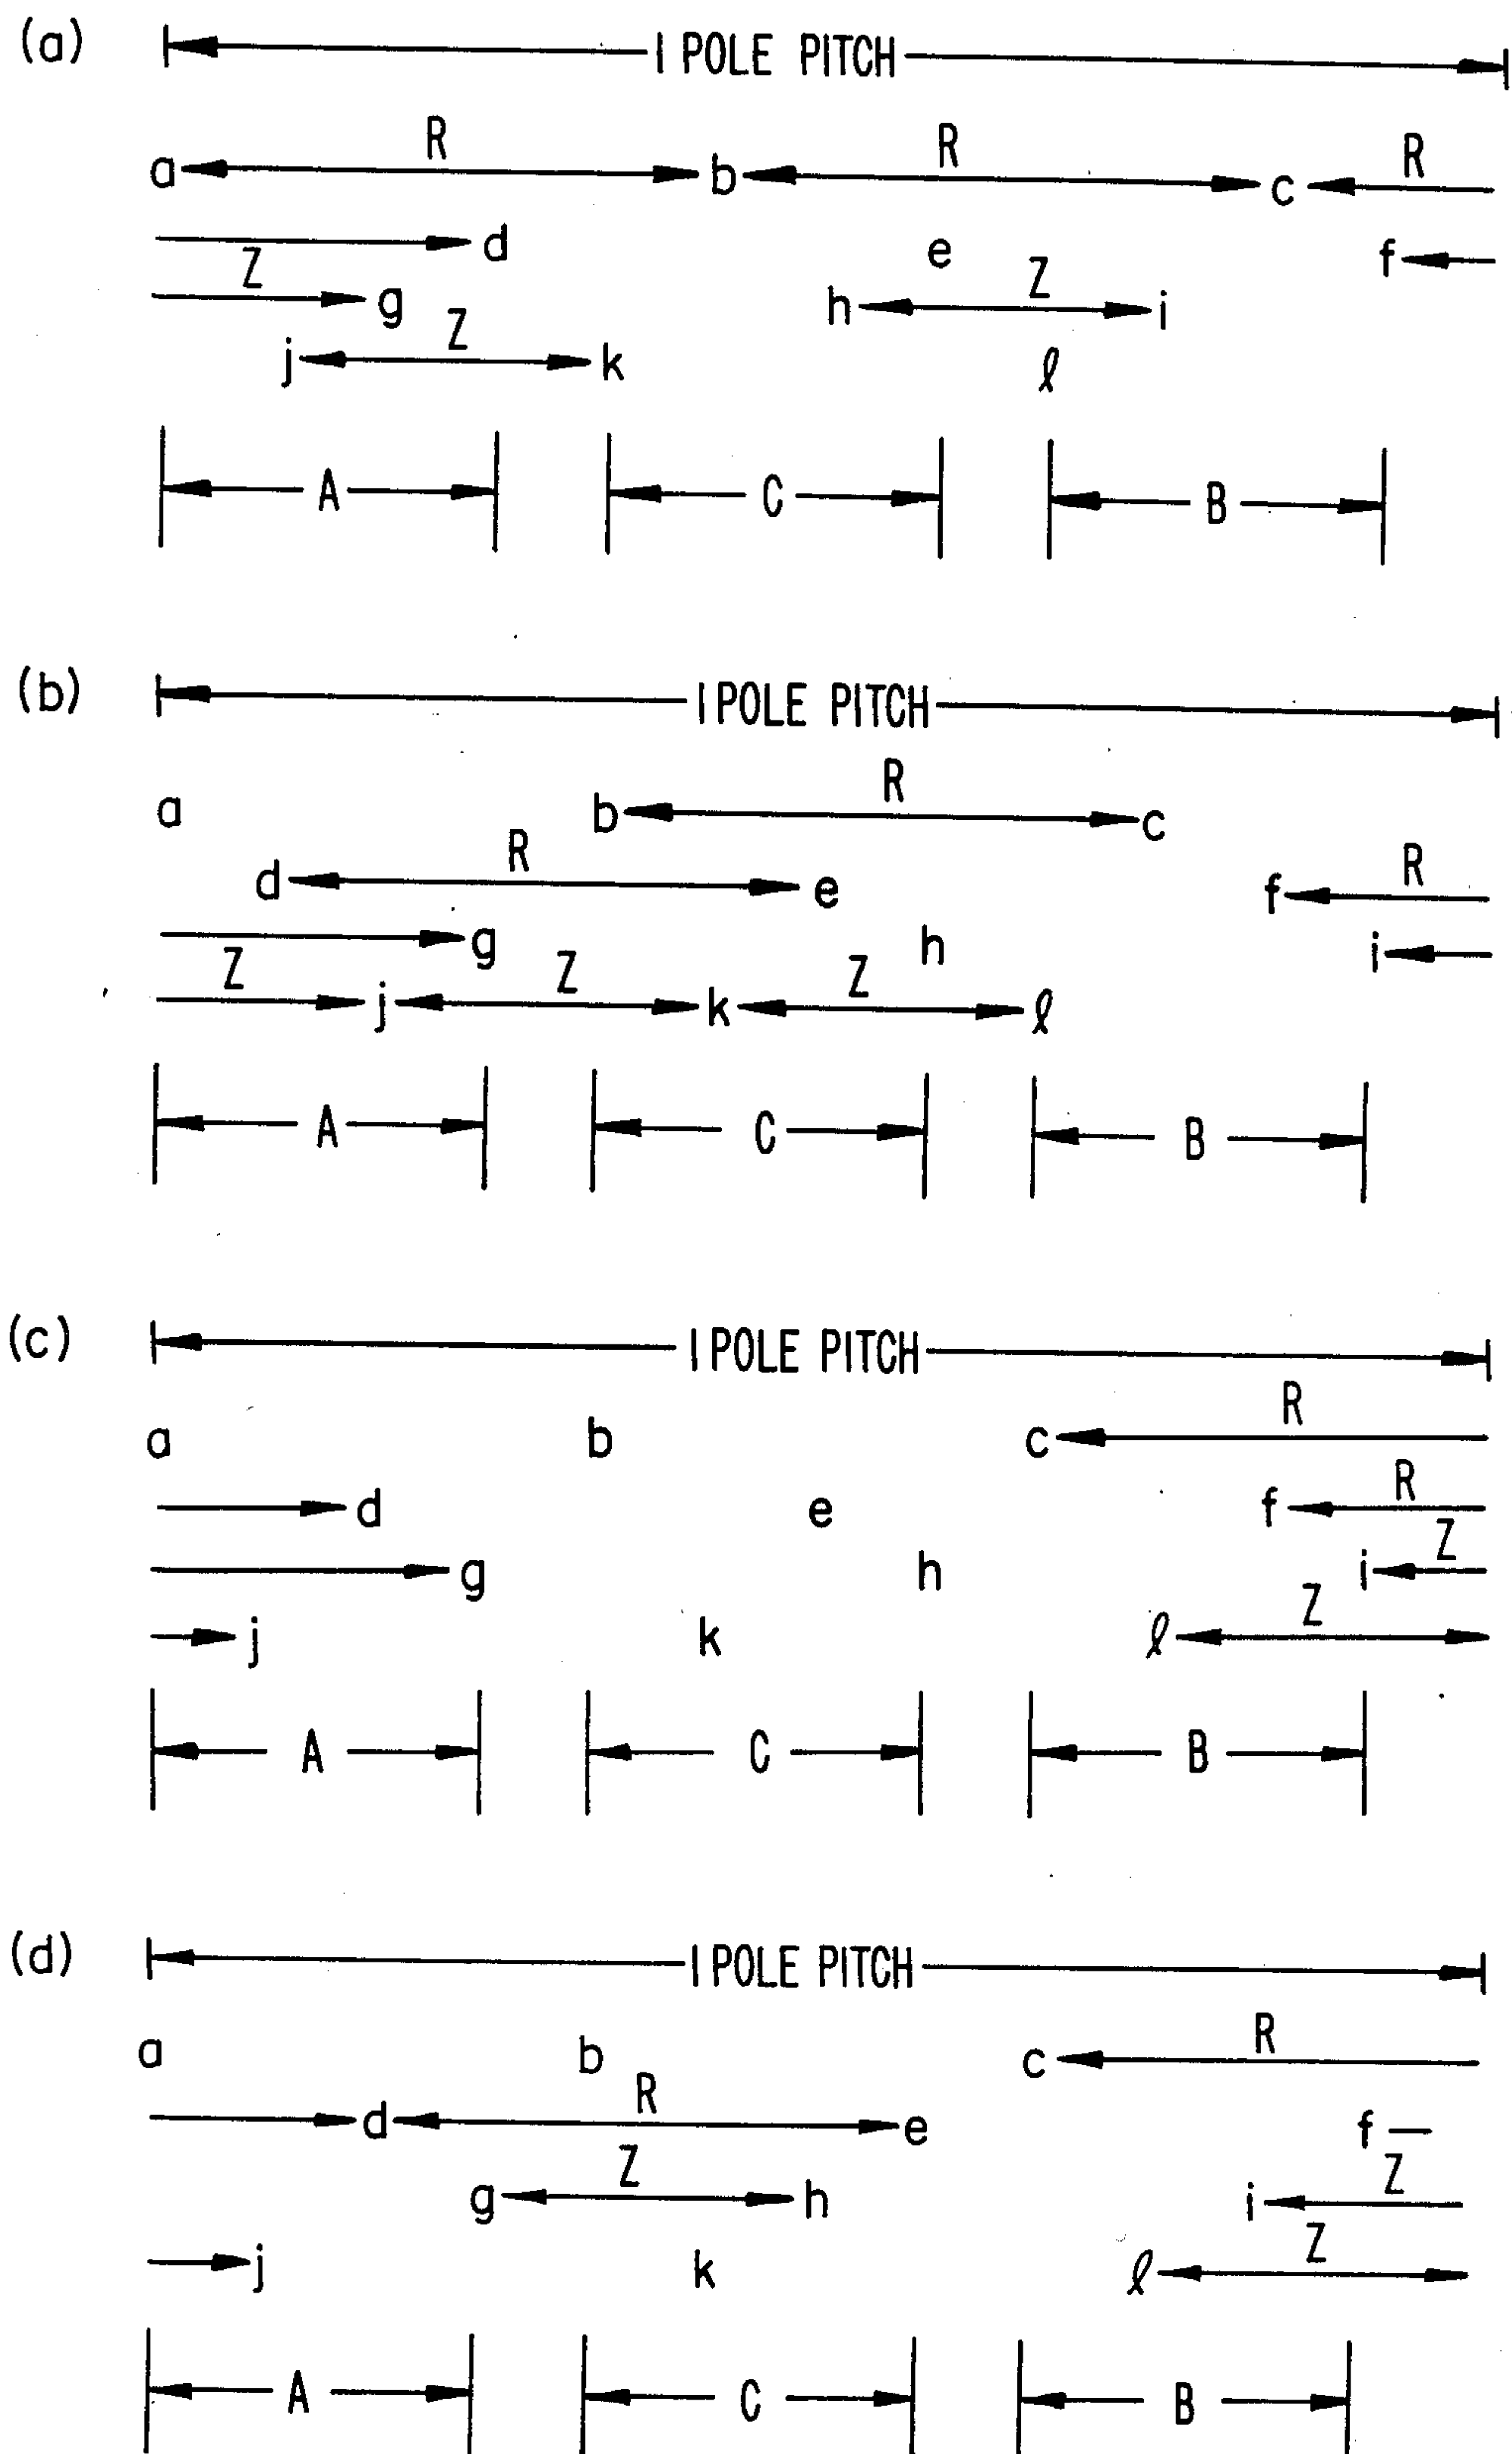 (a) 1 POLE PITCH
R R R
a b c
d e f
Z Z
g h i
Z
j k ℓ
A C B
(b) 1 POLE PITCH
R
a b c
R R
d e f
g h i
Z Z Z
j k ℓ
A C B
(c) 1 POLE PITCH
R
a b c
R
d e f
Z
g h i
Z
j k ℓ
A C B
(d) 1 POLE PITCH
R
a b c
R
d e f
Z Z
g h i
Z
j k ℓ
A C B